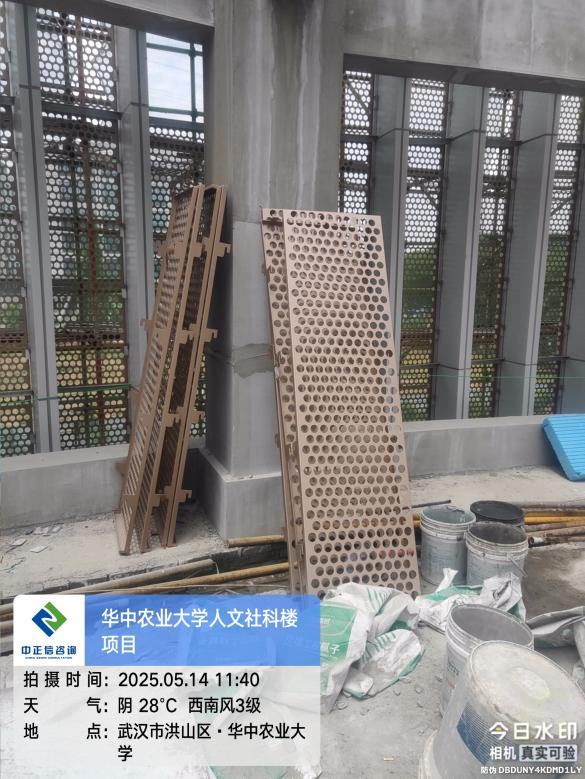 华中农业大学人文社科楼
项目
中正信咨询
拍摄时间：2025.05.14 11:40
天气：阴 28°C 西南风3级
地点：武汉市洪山区·华中农业大
学
腻子
今日水印
相机 真实可验
防伪 DBDUNY4KDMD1LY